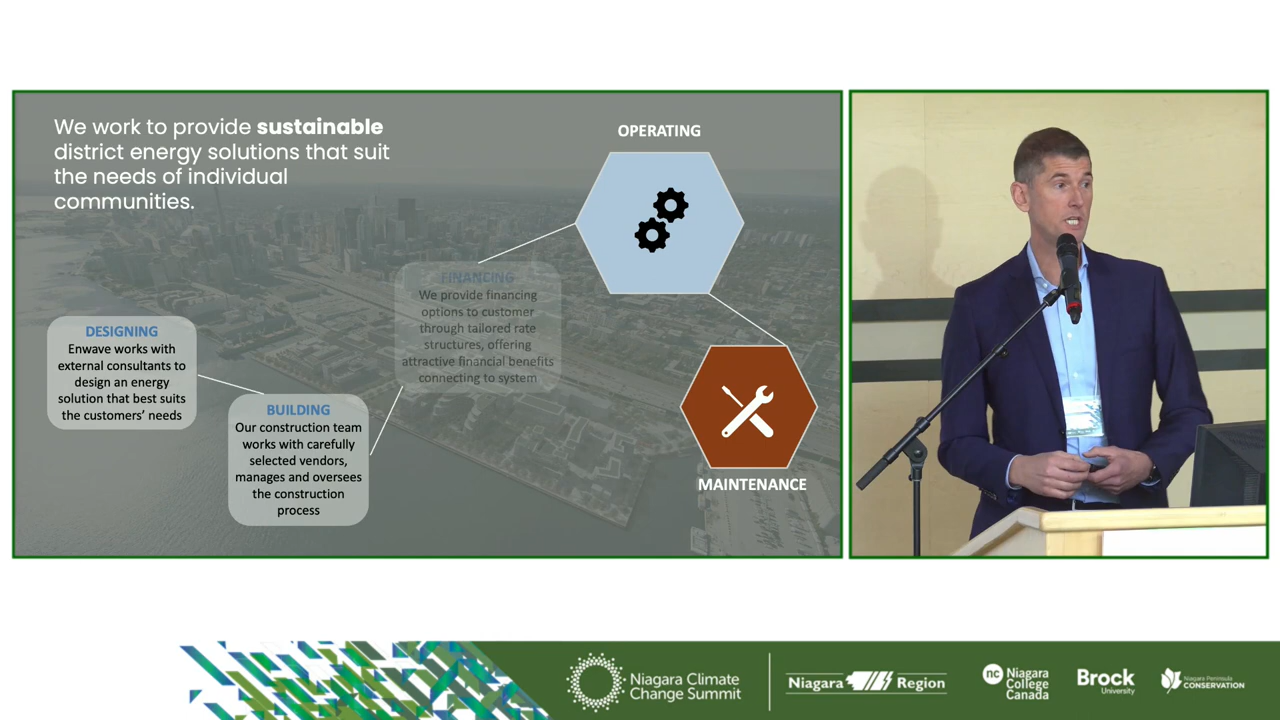 We work to provide sustainable
district energy solutions that suit
the needs of individual
communities.
OPERATING
FINANCING
We provide financing
options to customer
through tailored rate
structures, offering
attractive financial benefits
connecting to system
DESIGNING
Enwave works with
external consultants to
design an energy
solution that best suits
the customers' needs
BUILDING
Our construction team
works with carefully
selected vendors,
manages and oversees
the construction
process
MAINTENANCE
Niagara Climate
Change Summit
Niagara Region
nc
Niagara
College
Canada
Brock
University
Niagara Peninsula
CONSERVATION